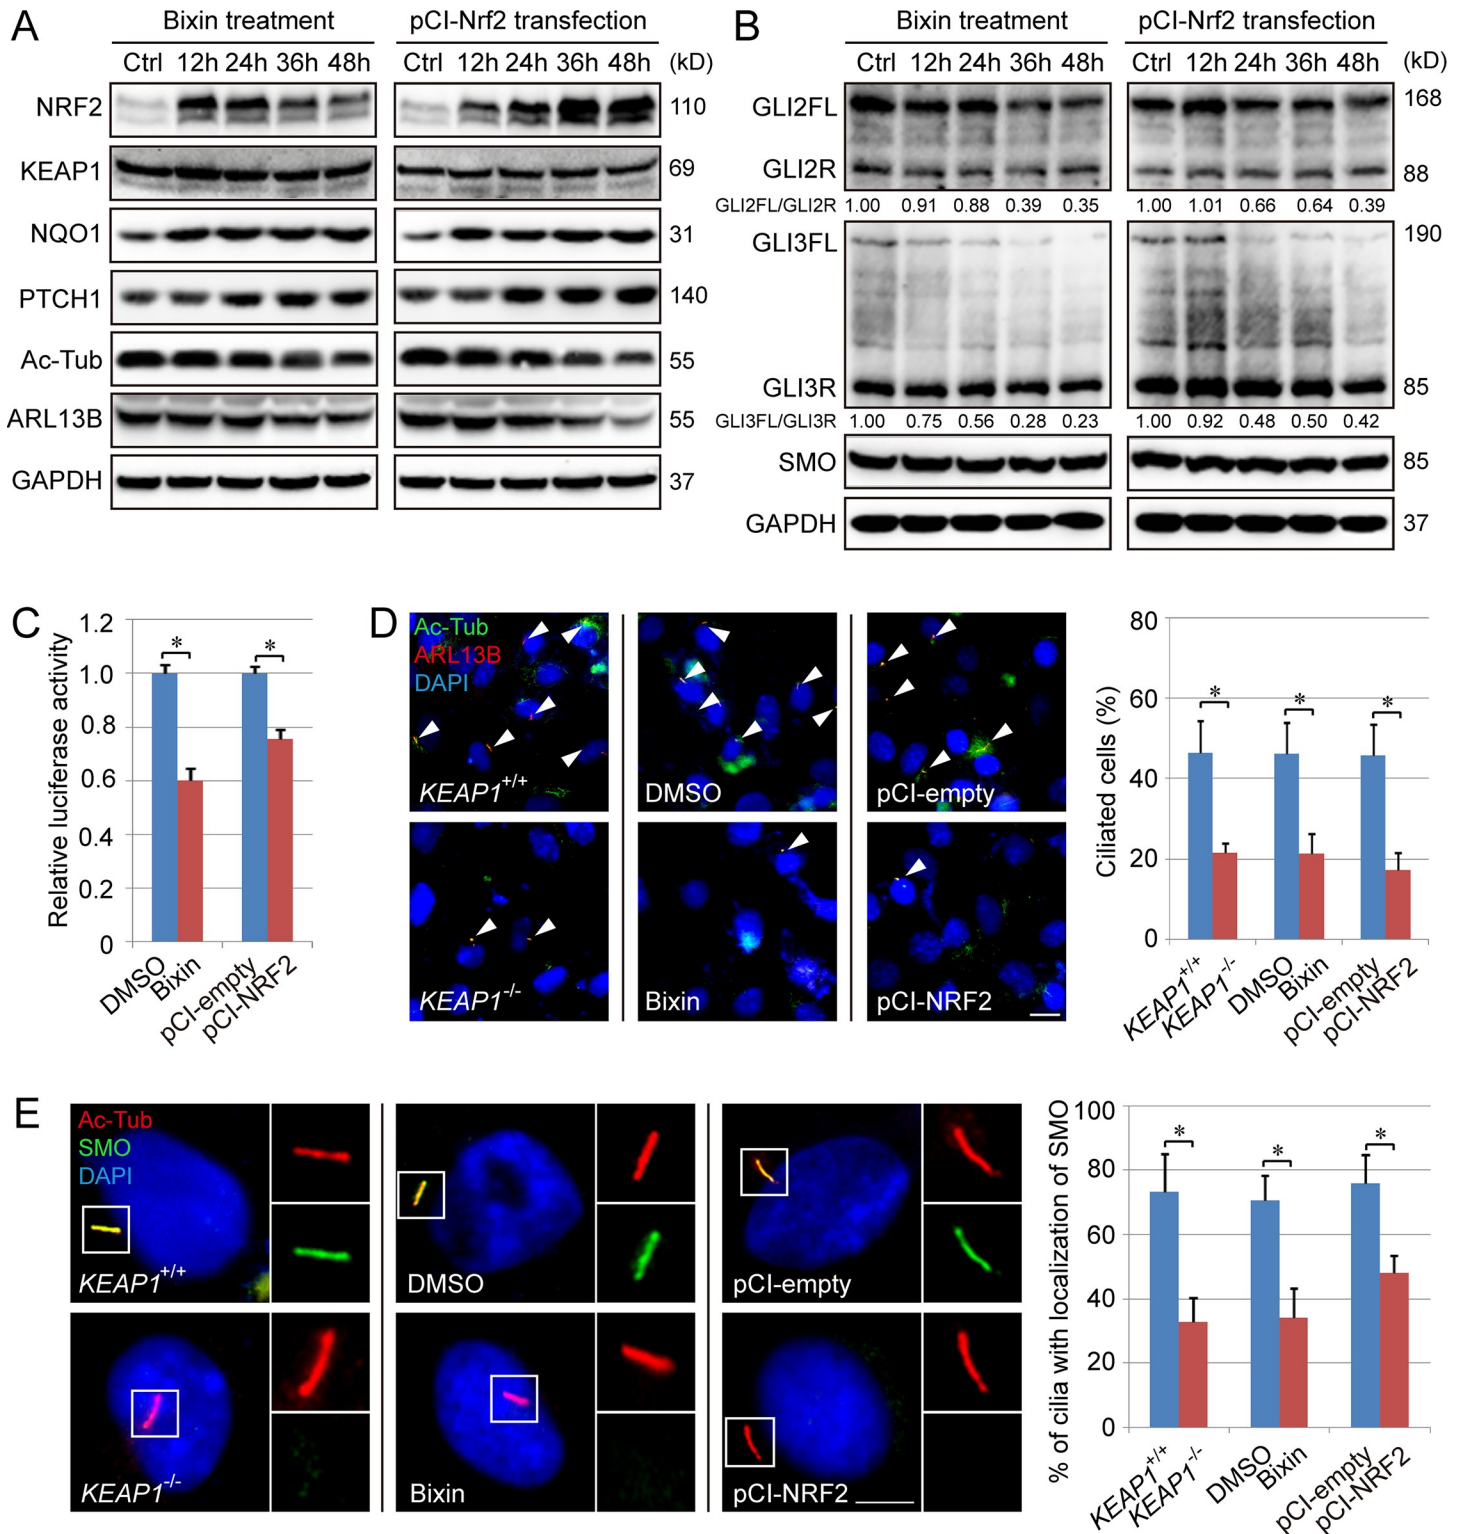 A
Bixin treatment
pCI-Nrf2 transfection
Ctrl 12h 24h 36h 48h
Ctrl 12h 24h 36h 48h (kD)
NRF2 110
KEAP1 69
NQO1 31
PTCH1 140
Ac-Tub 55
ARL13B 55
GAPDH 37
B
Bixin treatment
pCI-Nrf2 transfection
Ctrl 12h 24h 36h 48h
Ctrl 12h 24h 36h 48h (kD)
GLI2FL 168
GLI2R 88
GLI2FL/GLI2R 1.00 0.91 0.88 0.39 0.35 1.00 1.01 0.66 0.64 0.39
GLI3FL 190
GLI3R 85
GLI3FL/GLI3R 1.00 0.75 0.56 0.28 0.23 1.00 0.92 0.48 0.50 0.42
SMO 85
GAPDH 37
C
Relative luciferase activity
1.2
1.0
0.8
0.6
0.4
0.2
0
* *
DMSO
Bixin
pCI-empty
pCI-NRF2
D
Ac-Tub
ARL13B
DAPI
KEAP1+/+
DMSO
pCI-empty
KEAP1-/-
Bixin
pCI-NRF2
Ciliated cells (%)
80
60
40
20
0
* * *
KEAP1+/+
KEAP1-/-
DMSO
Bixin
pCI-empty
pCI-NRF2
E
Ac-Tub
SMO
DAPI
KEAP1+/+
DMSO
pCI-empty
KEAP1-/-
Bixin
pCI-NRF2
% of cilia with localization of SMO
100
80
60
40
20
0
* * *
KEAP1+/+
KEAP1-/-
DMSO
Bixin
pCI-empty
pCI-NRF2